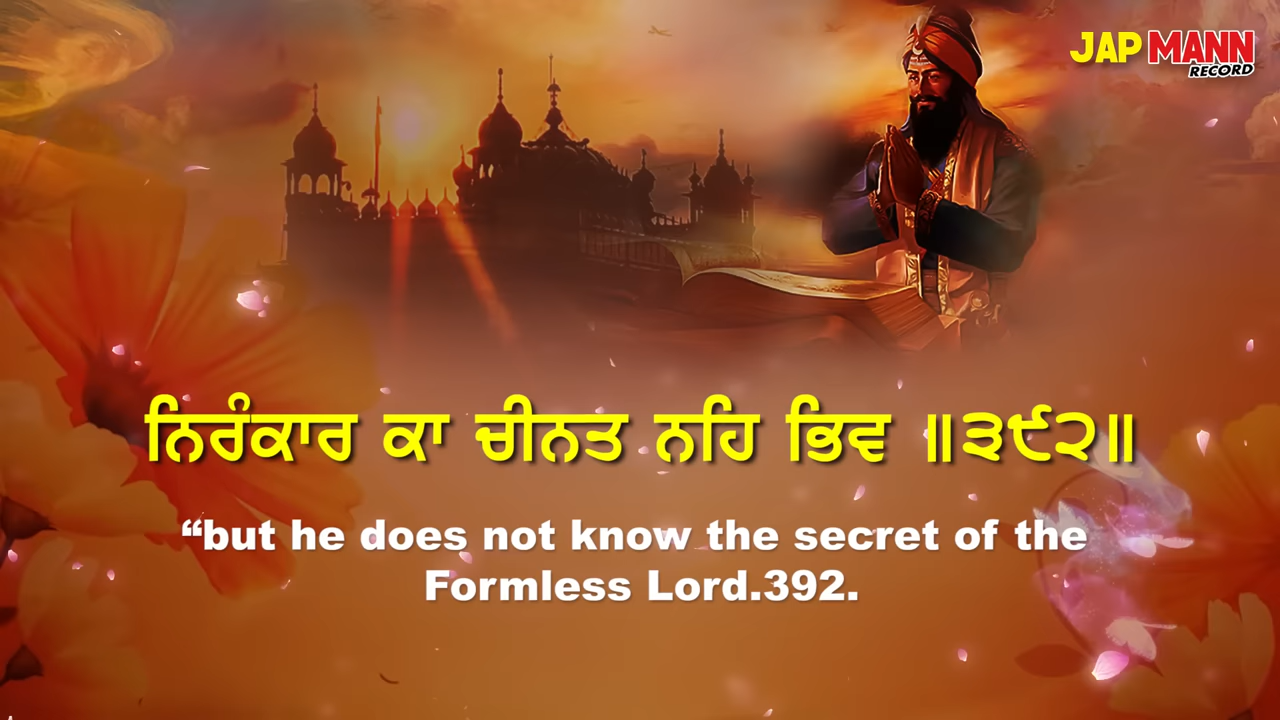 JAP MANN
RECORD
ਨਿਰੰਕਾਰ ਕਾ ਚੀਨਤ ਨਹਿ ਭਿਵ ॥੩੯੨॥
“but he does not know the secret of the
Formless Lord.392.